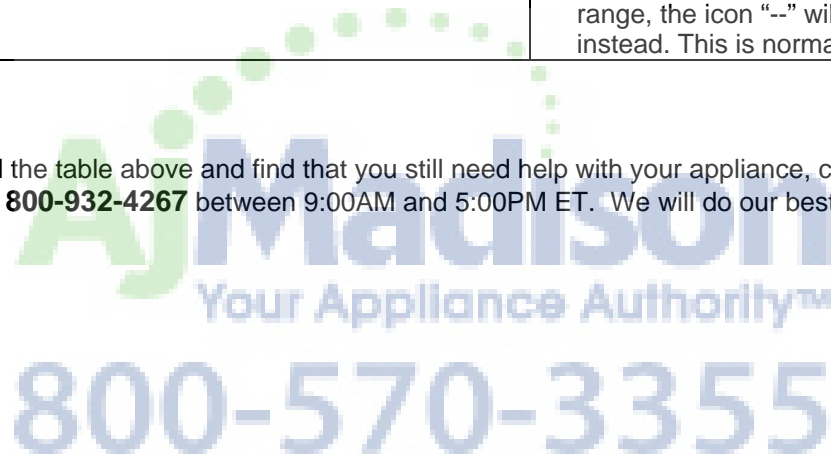 range, the icon “--” wil
instead. This is norma
the table above and find that you still need help with your appliance, c
800-932-4267 between 9:00AM and 5:00PM ET. We will do our best
AjMadison
Your Appliance Authority™
800-570-3355